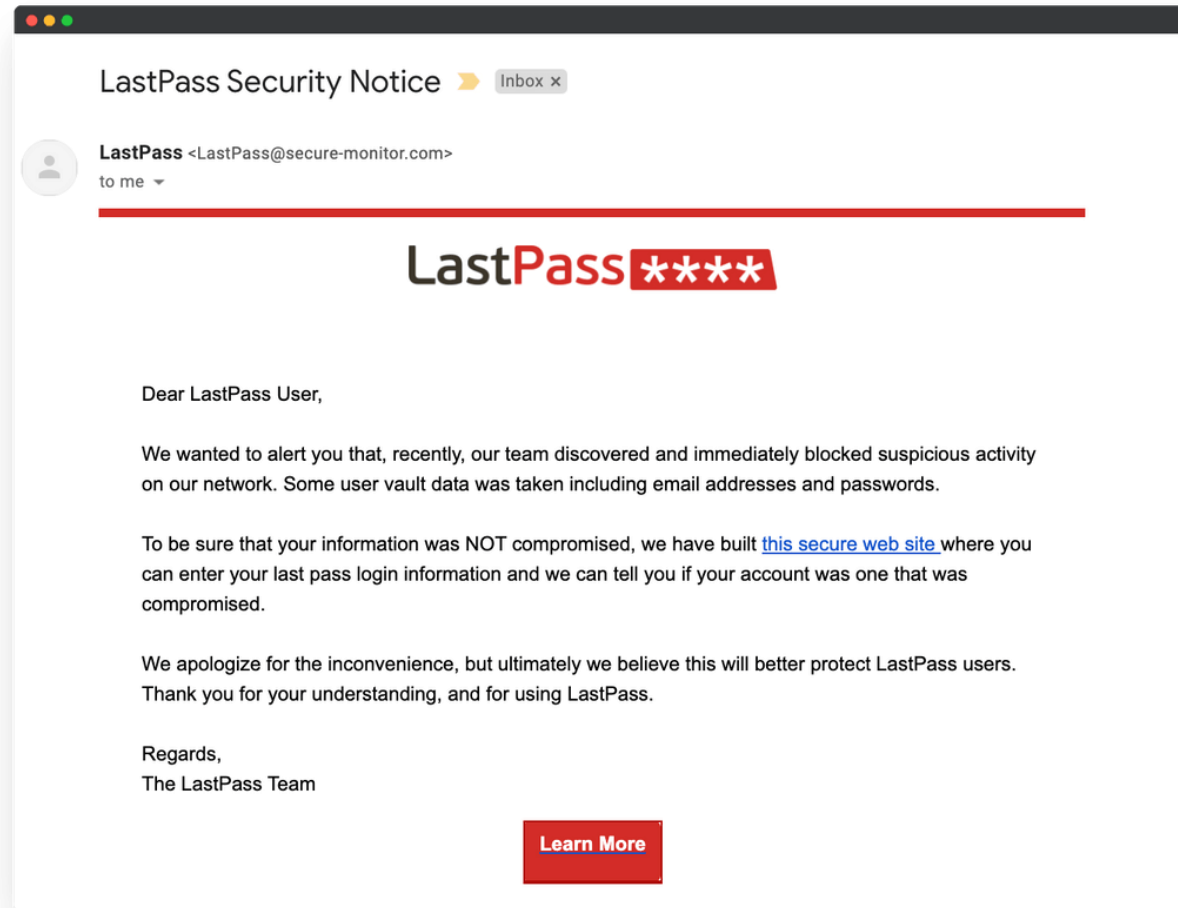 LastPass Security Notice Inbox ×
LastPass <LastPass@secure-monitor.com>
to me
LastPass ****
Dear LastPass User,
We wanted to alert you that, recently, our team discovered and immediately blocked suspicious activity
on our network. Some user vault data was taken including email addresses and passwords.
To be sure that your information was NOT compromised, we have built this secure web site where you
can enter your last pass login information and we can tell you if your account was one that was
compromised.
We apologize for the inconvenience, but ultimately we believe this will better protect LastPass users.
Thank you for your understanding, and for using LastPass.
Regards,
The LastPass Team
Learn More